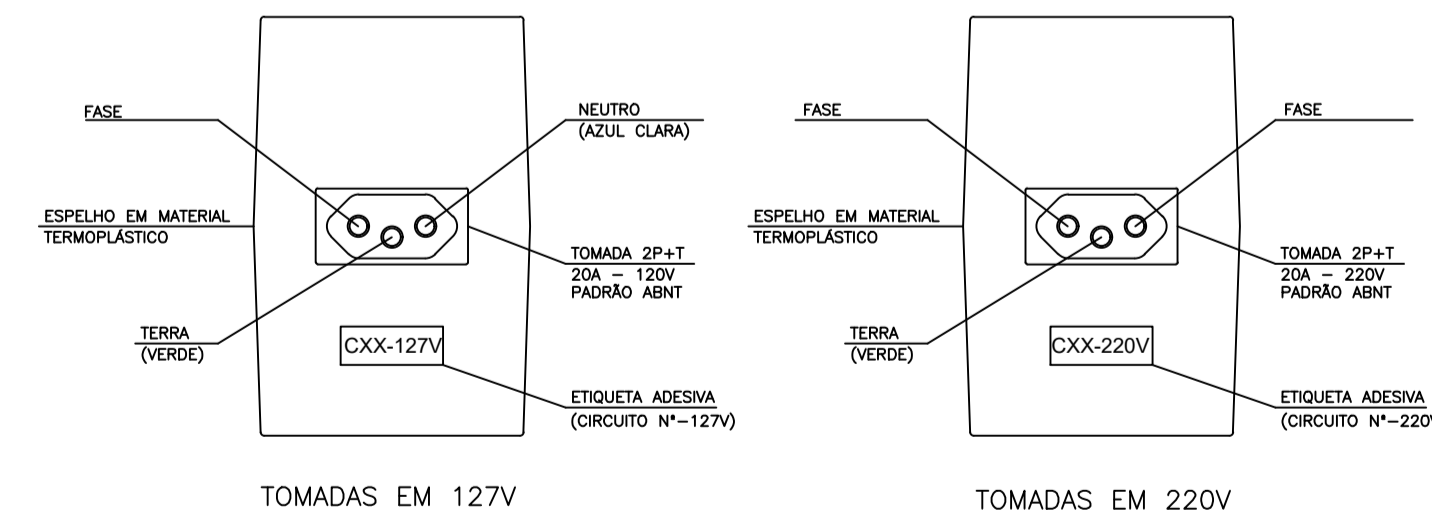 FASE
NEUTRO
(AZUL CLARA)
ESPELHO EM MATERIAL
TERMOPLÁSTICO
TOMADA 2P+T
20A – 120V
PADRÃO ABNT
TERRA
(VERDE)
CXX-127V
ETIQUETA ADESIVA
(CIRCUITO N°–127V)
TOMADAS EM 127V
FASE
FASE
ESPELHO EM MATERIAL
TERMOPLÁSTICO
TOMADA 2P+T
20A – 220V
PADRÃO ABNT
TERRA
(VERDE)
CXX-220V
ETIQUETA ADESIVA
(CIRCUITO N°–220V
TOMADAS EM 220V